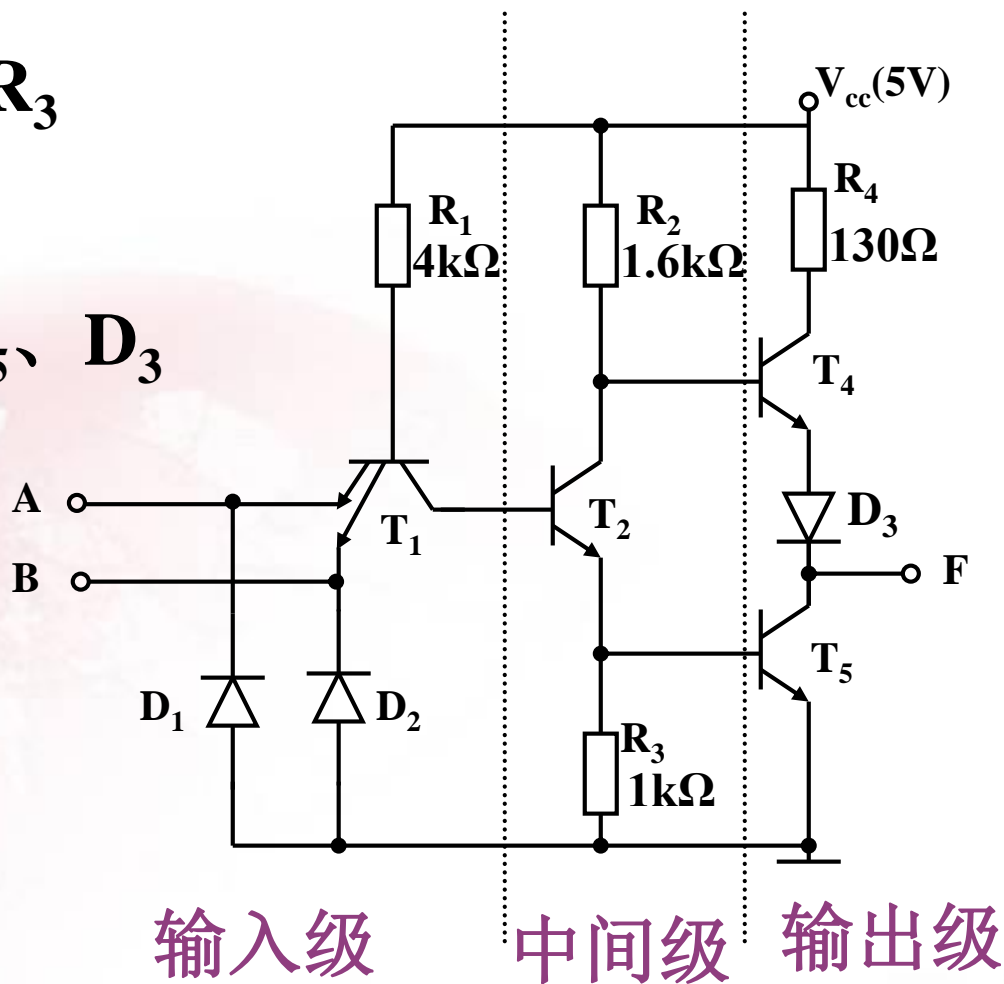 R₃
Vcc(5V)
R₄
130Ω
R₁
4kΩ
R₂
1.6kΩ
₅、 D₃
T₄
A
T₁
T₂
D₃
B
F
T₅
D₁
D₂
R₃
1kΩ
输入级
中间级
输出级